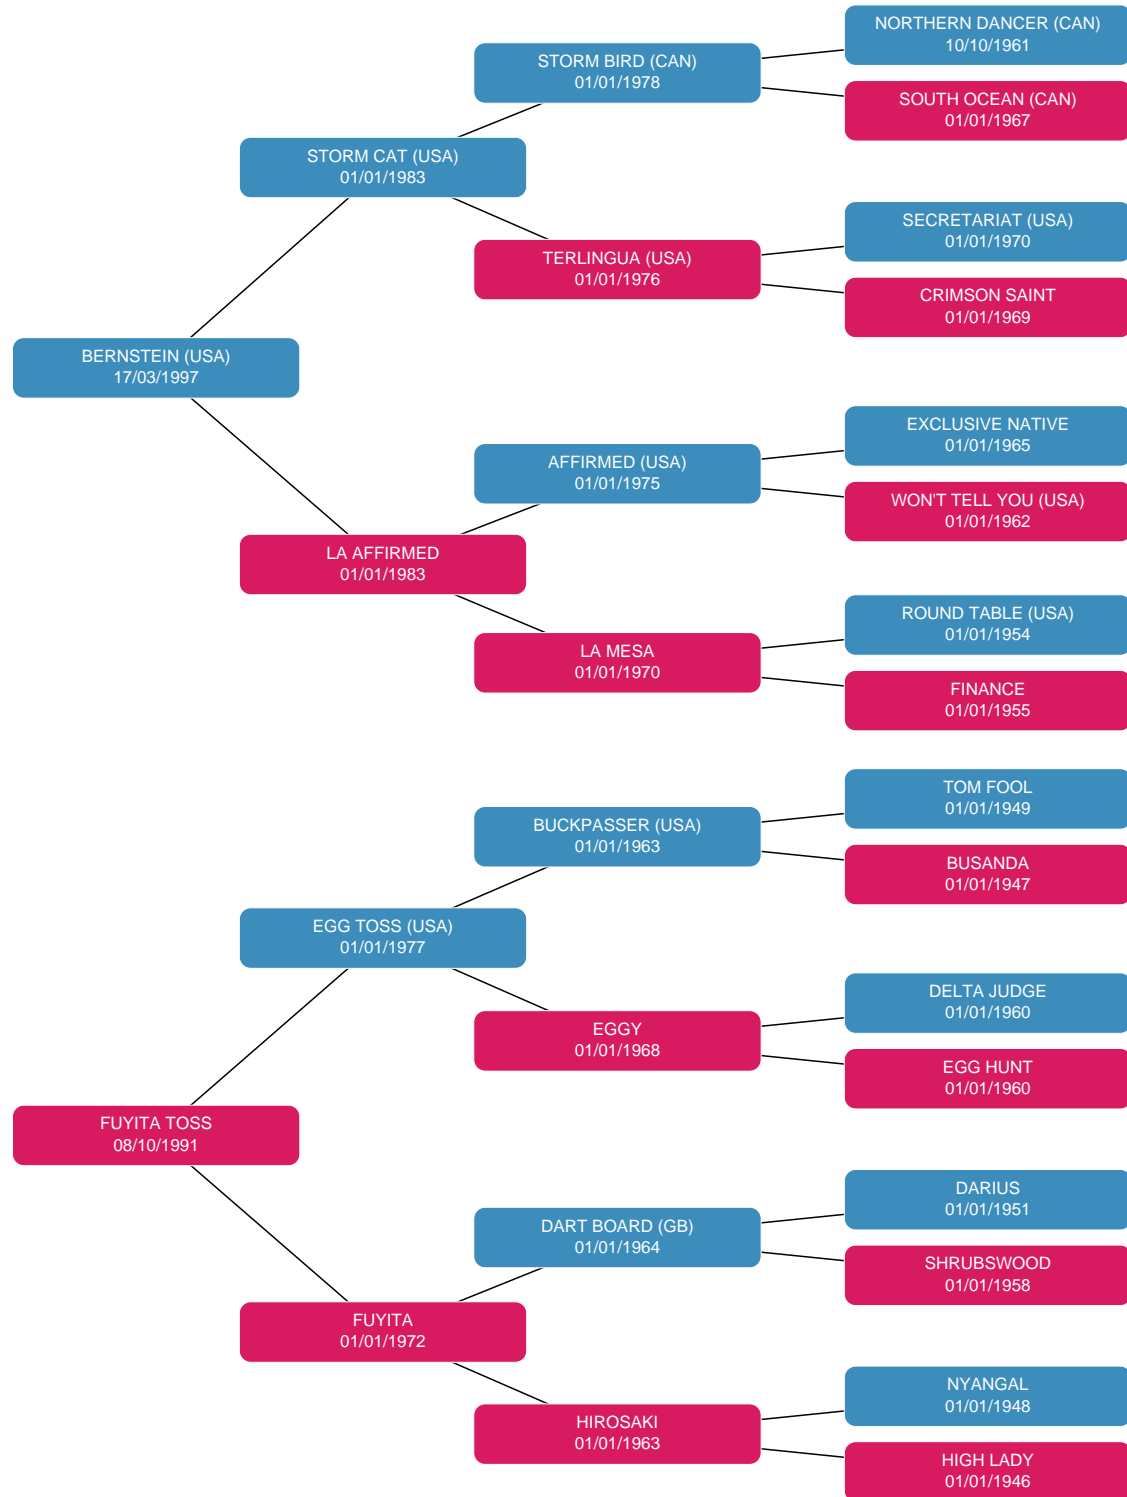 NORTHERN DANCER (CAN)
10/10/1961
STORM BIRD (CAN)
01/01/1978
SOUTH OCEAN (CAN)
01/01/1967
STORM CAT (USA)
01/01/1983
SECRETARIAT (USA)
01/01/1970
TERLINGUA (USA)
01/01/1976
CRIMSON SAINT
01/01/1969
BERNSTEIN (USA)
17/03/1997
EXCLUSIVE NATIVE
01/01/1965
AFFIRMED (USA)
01/01/1975
WON'T TELL YOU (USA)
01/01/1962
LA AFFIRMED
01/01/1983
ROUND TABLE (USA)
01/01/1954
LA MESA
01/01/1970
FINANCE
01/01/1955
TOM FOOL
01/01/1949
BUCKPASSER (USA)
01/01/1963
BUSANDA
01/01/1947
EGG TOSS (USA)
01/01/1977
DELTA JUDGE
01/01/1960
EGGY
01/01/1968
EGG HUNT
01/01/1960
FUYITA TOSS
08/10/1991
DARIUS
01/01/1951
DART BOARD (GB)
01/01/1964
SHRUBSWOOD
01/01/1958
FUYITA
01/01/1972
NYANGAL
01/01/1948
HIROSAKI
01/01/1963
HIGH LADY
01/01/1946